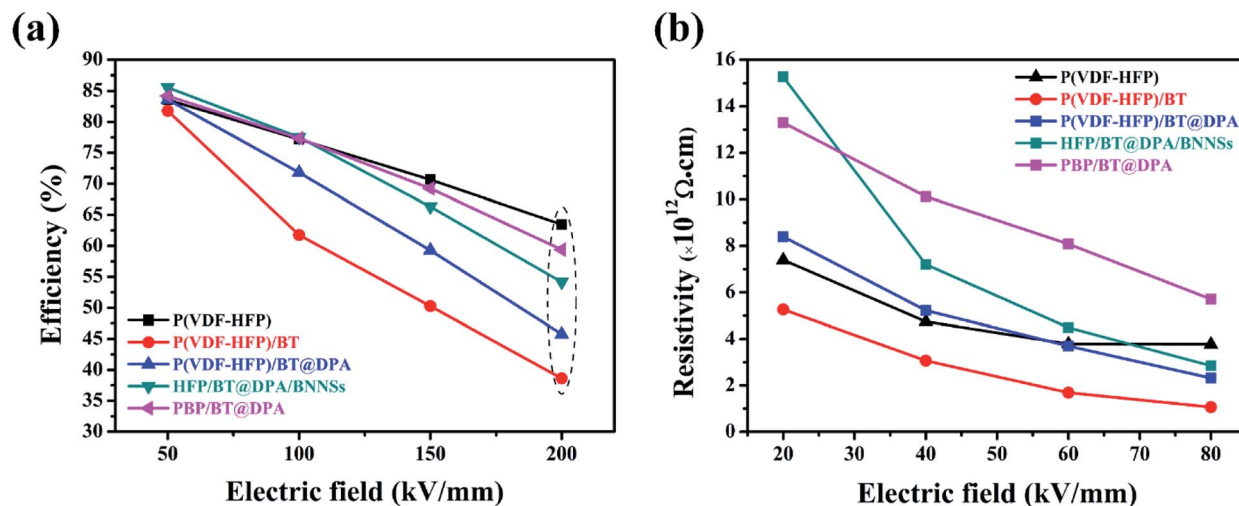 (a)
Efficiency (%)
90
85
80
75
70
65
60
55
50
45
40
35
30
P(VDF-HFP)
P(VDF-HFP)/BT
P(VDF-HFP)/BT@DPA
HFP/BT@DPA/BNNSs
PBP/BT@DPA
50 100 150 200
Electric field (kV/mm)
(b)
Resistivity (×10¹²Ω.cm)
16
14
12
10
8
6
4
2
0
P(VDF-HFP)
P(VDF-HFP)/BT
P(VDF-HFP)/BT@DPA
HFP/BT@DPA/BNNSs
PBP/BT@DPA
20 30 40 50 60 70 80
Electric field (kV/mm)